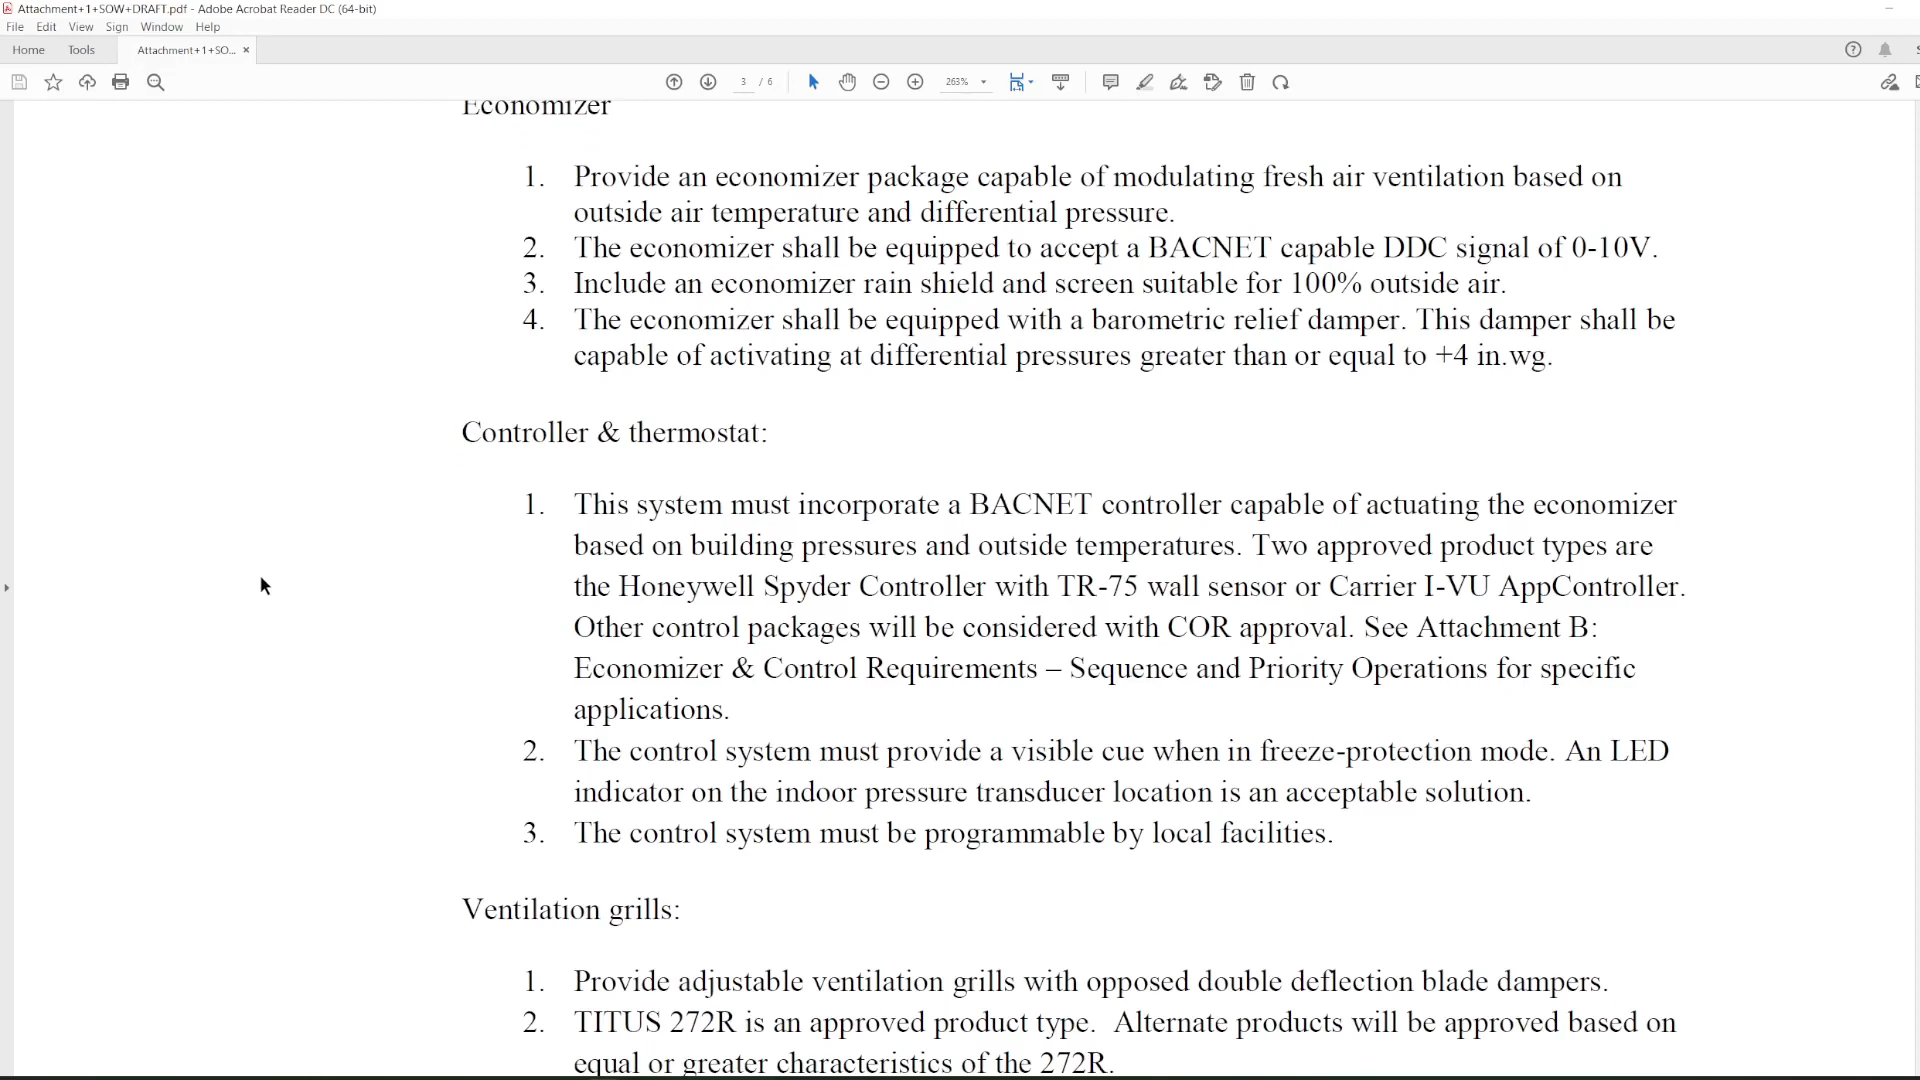 Attachment+1+SOW+DRAFT.pdf - Adobe Acrobat Reader DC (64-bit)
File Edit View Sign Window Help
Home Tools Attachment+1+SO... ×
3 / 6 263%
Economizer
1. Provide an economizer package capable of modulating fresh air ventilation based on
outside air temperature and differential pressure.
2. The economizer shall be equipped to accept a BACNET capable DDC signal of 0-10V.
3. Include an economizer rain shield and screen suitable for 100% outside air.
4. The economizer shall be equipped with a barometric relief damper. This damper shall be
capable of activating at differential pressures greater than or equal to +4 in.wg.
Controller & thermostat:
1. This system must incorporate a BACNET controller capable of actuating the economizer
based on building pressures and outside temperatures. Two approved product types are
the Honeywell Spyder Controller with TR-75 wall sensor or Carrier I-VU AppController.
Other control packages will be considered with COR approval. See Attachment B:
Economizer & Control Requirements – Sequence and Priority Operations for specific
applications.
2. The control system must provide a visible cue when in freeze-protection mode. An LED
indicator on the indoor pressure transducer location is an acceptable solution.
3. The control system must be programmable by local facilities.
Ventilation grills:
1. Provide adjustable ventilation grills with opposed double deflection blade dampers.
2. TITUS 272R is an approved product type. Alternate products will be approved based on
equal or greater characteristics of the 272R.